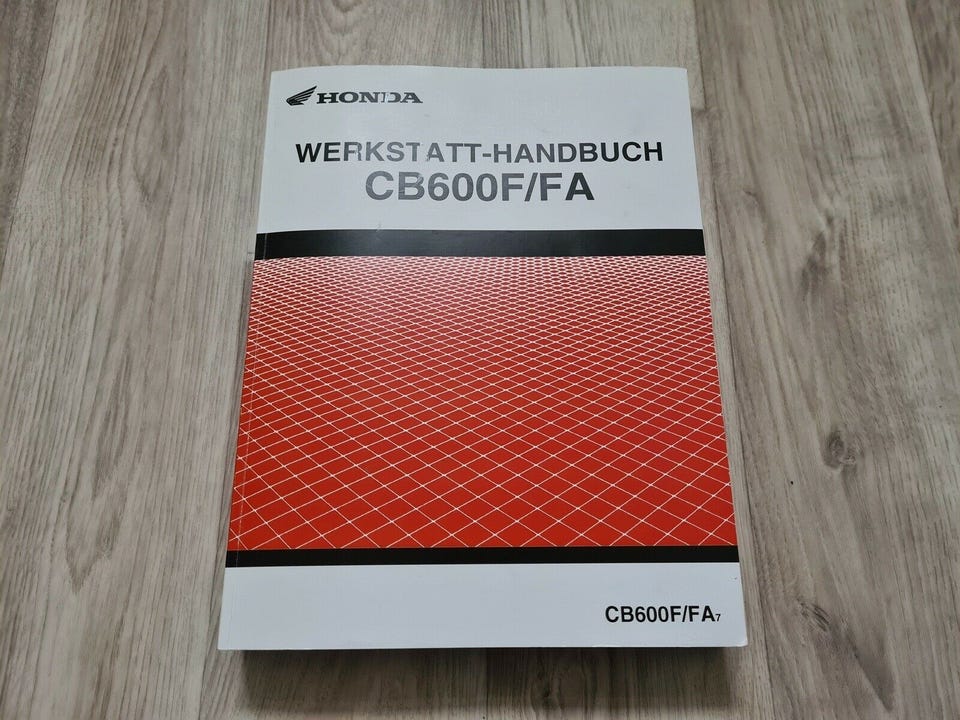 HONDA
WERKSTATT-HANDBUCH
CB600F/FA
CB600F/FA7